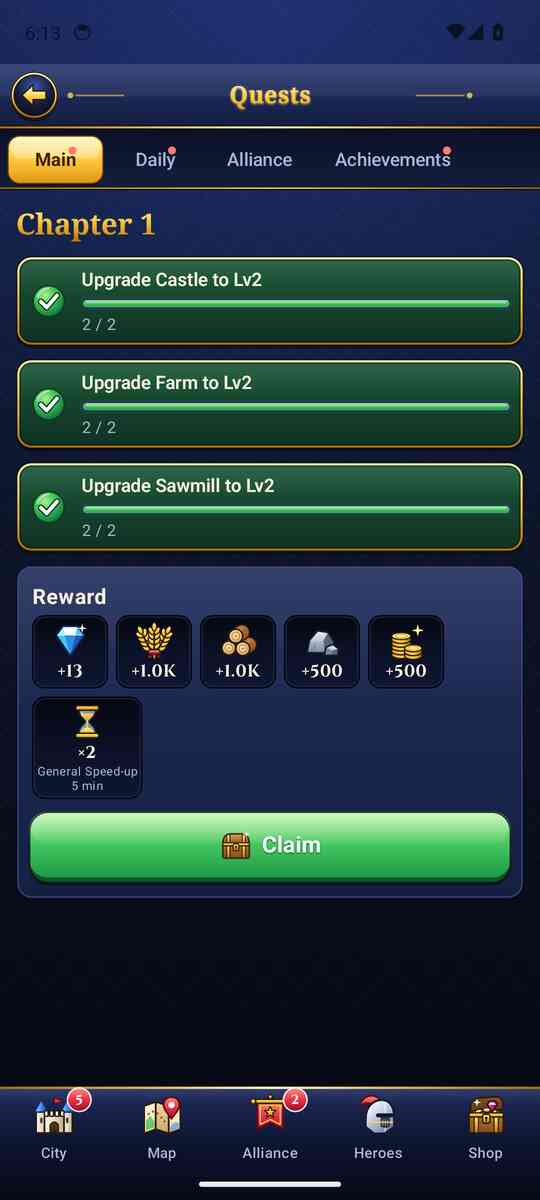 6:13
Quests
Main
Daily
Alliance
Achievements
Chapter 1
Upgrade Castle to Lv2
2 / 2
Upgrade Farm to Lv2
2 / 2
Upgrade Sawmill to Lv2
2 / 2
Reward
+13
+1.0K
+1.0K
+500
+500
×2
General Speed-up
5 min
Claim
5
2
City
Map
Alliance
Heroes
Shop